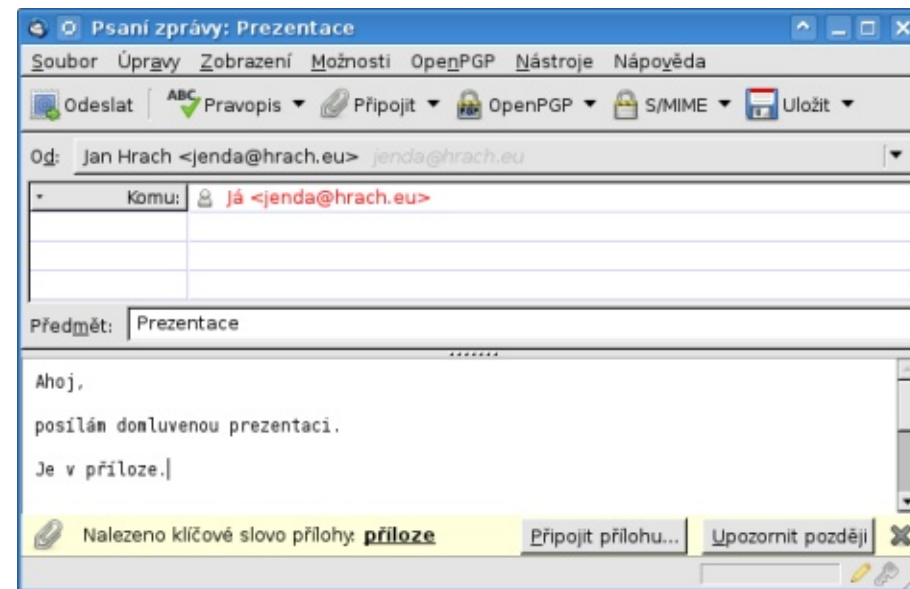 Psaní zprávy: Prezentace
Soubor Úpravy Zobrazení Možnosti OpenPGP Nástroje Nápověda
Odeslat ABC Pravopis Připojit OpenPGP S/MIME Uložit
Od: Jan Hrach <jenda@hrach.eu> jenda@hrach.eu
Komu: Já <jenda@hrach.eu>
Předmět: Prezentace
Ahoj,
posílám domluvenou prezentaci.
Je v příloze.
Nalezeno klíčové slovo přílohy: příloze Připojit přílohu... Upozornit později